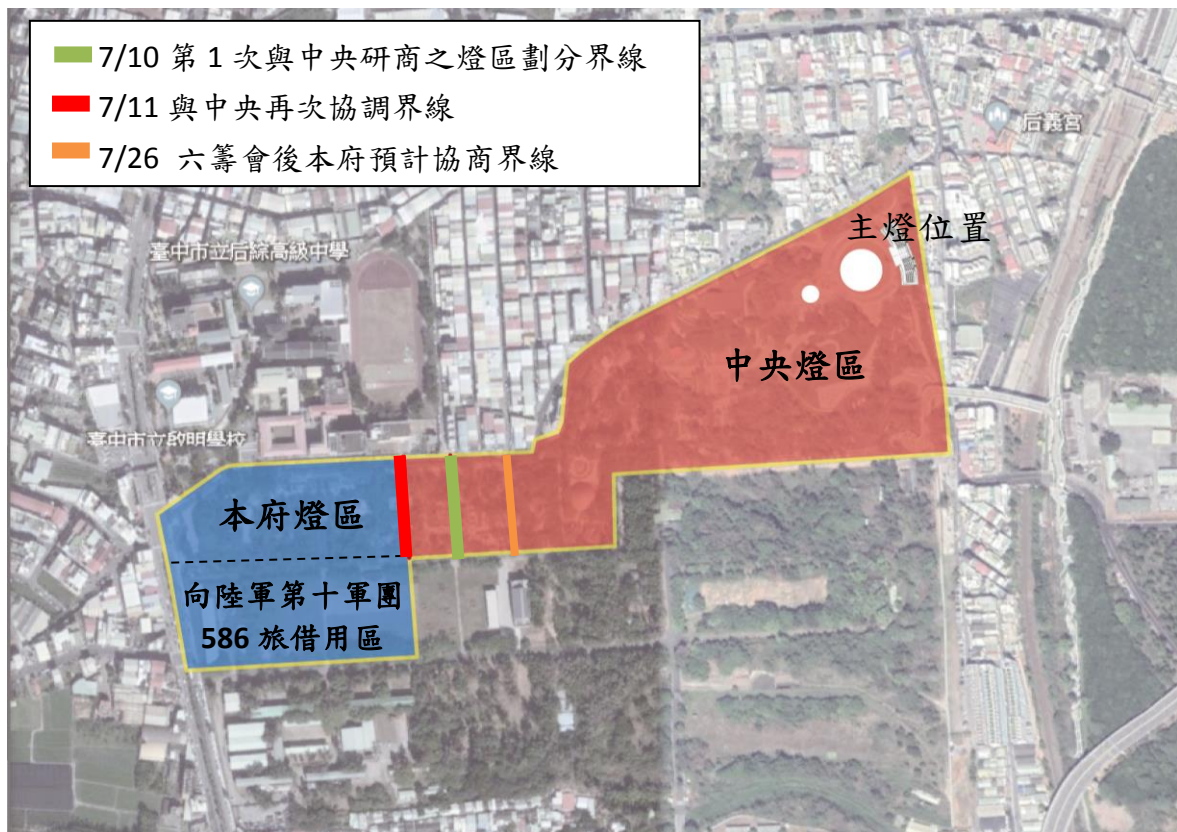 7/10 第 1 次與中央研商之燈區劃分界線
7/11 與中央再次協調界線
7/26 六籌會後本府預計協商界線
后義宮
主燈位置
臺中市立后綜高級中學
中央燈區
臺中市立啟明學校
本府燈區
向陸軍第十軍團
586 旅借用區